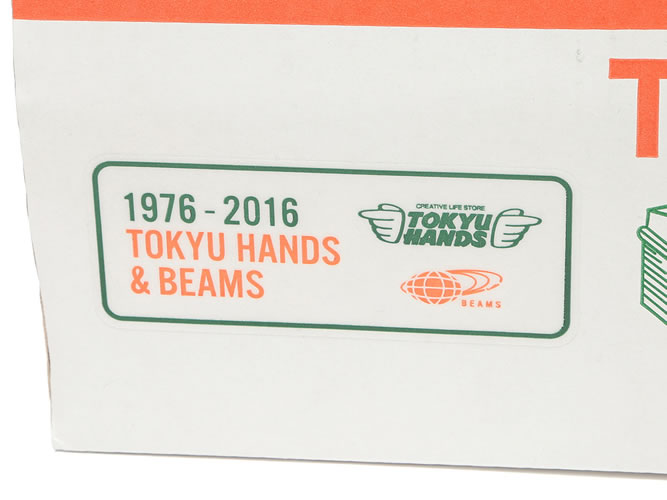 T
1976 - 2016
TOKYU HANDS
& BEAMS
CREATIVE LIFE STORE
TOKYU
HANDS
BEAMS